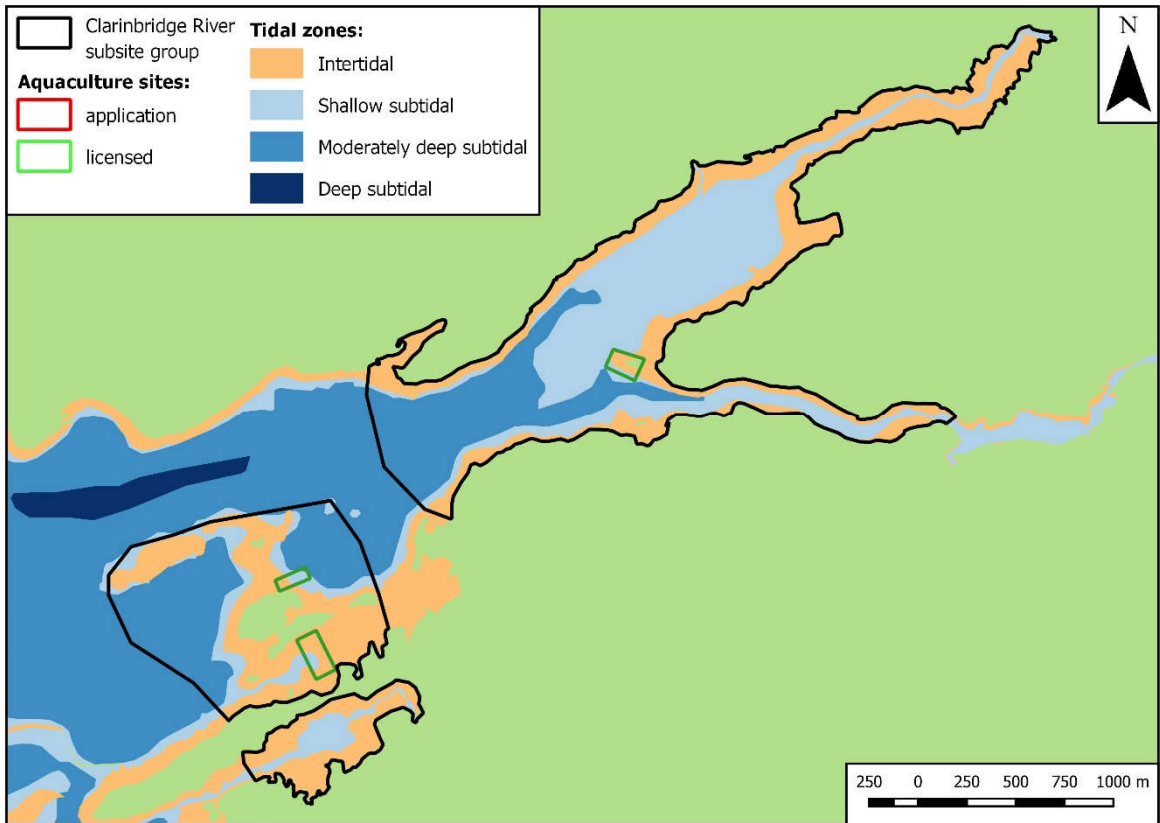 Clarinbridge River
subsite group
Aquaculture sites:
application
licensed
Tidal zones:
Intertidal
Shallow subtidal
Moderately deep subtidal
Deep subtidal
N
250 0 250 500 750 1000 m